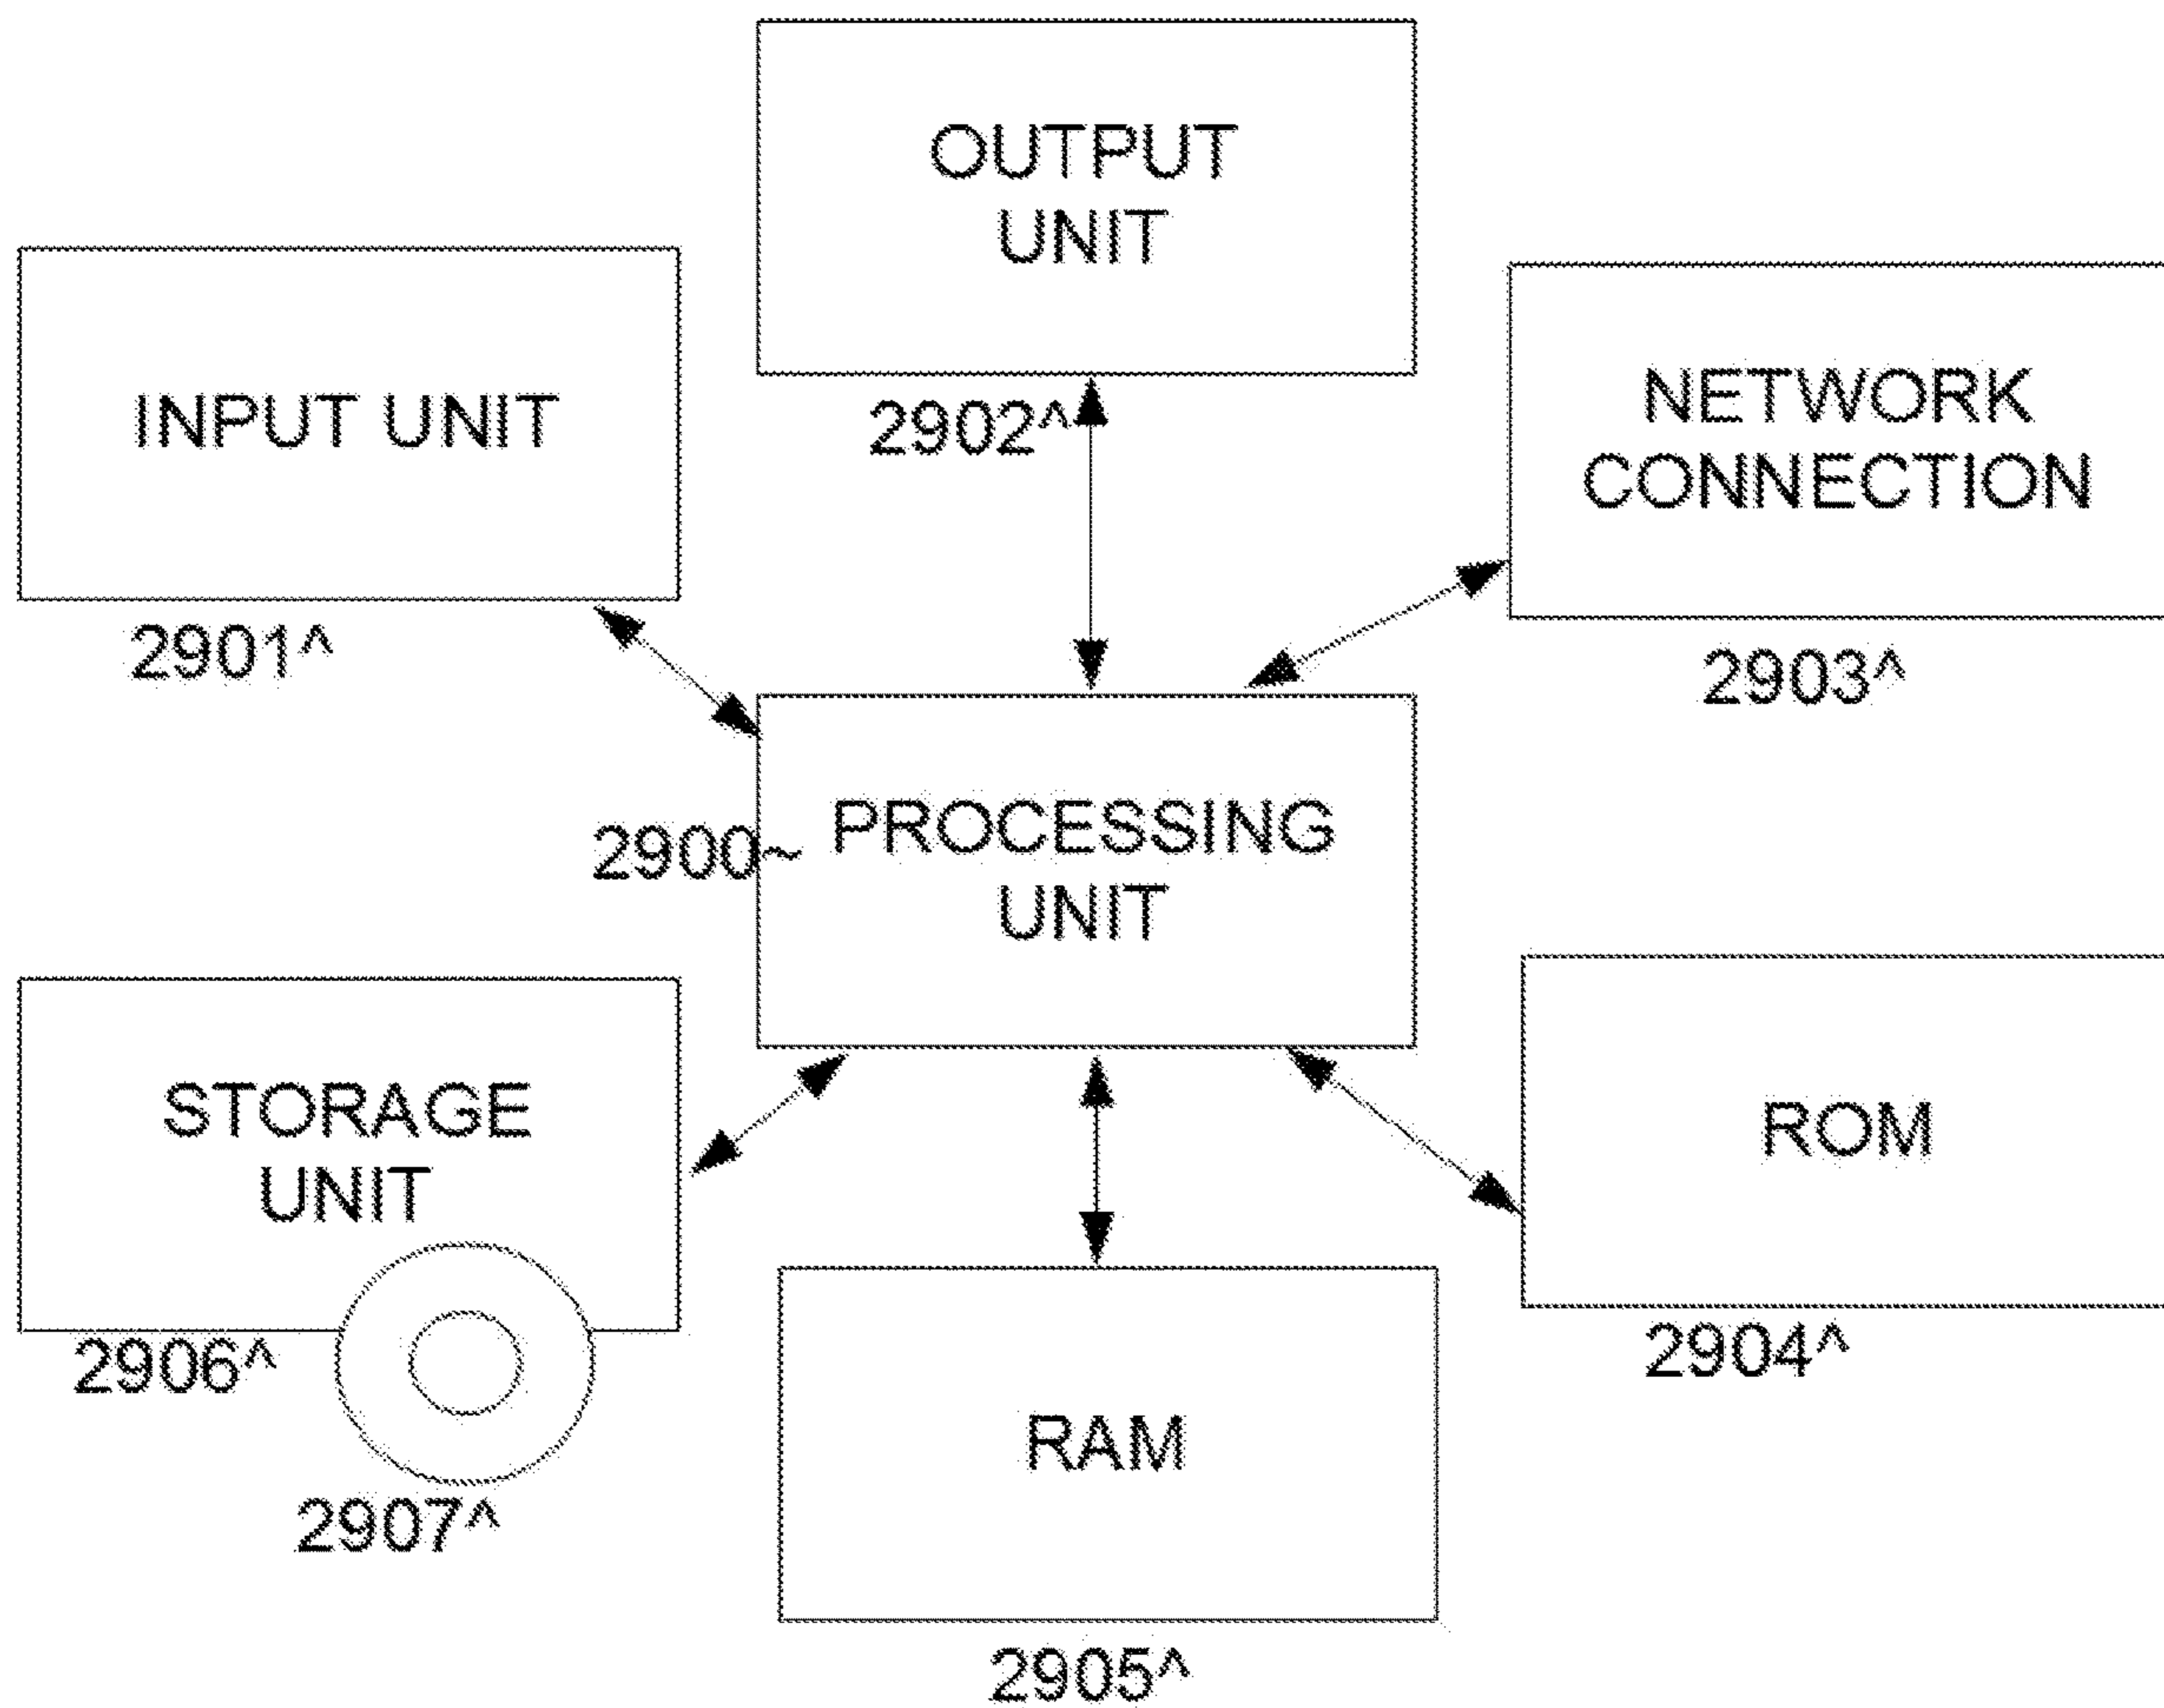 OUTPUT
UNIT
2902^
INPUT UNIT
2901^
NETWORK
CONNECTION
2903^
2900~
PROCESSING
UNIT
STORAGE
UNIT
2906^
2907^
ROM
2904^
RAM
2905^